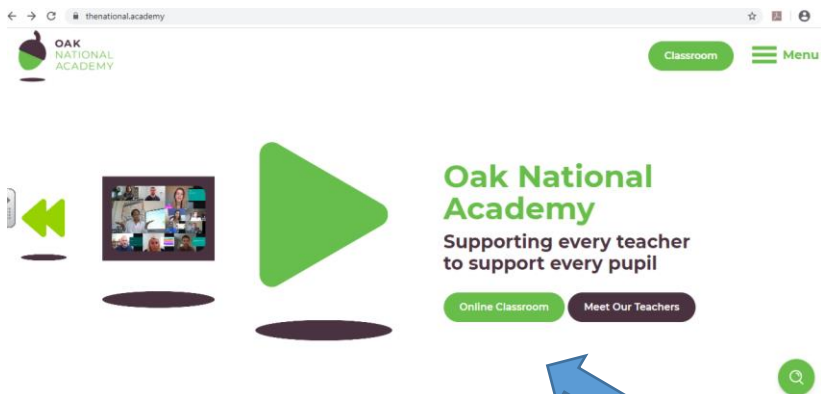 thenational.academy
OAK
NATIONAL
ACADEMY
Classroom
Menu
Oak National
Academy
Supporting every teacher
to support every pupil
Online Classroom
Meet Our Teachers